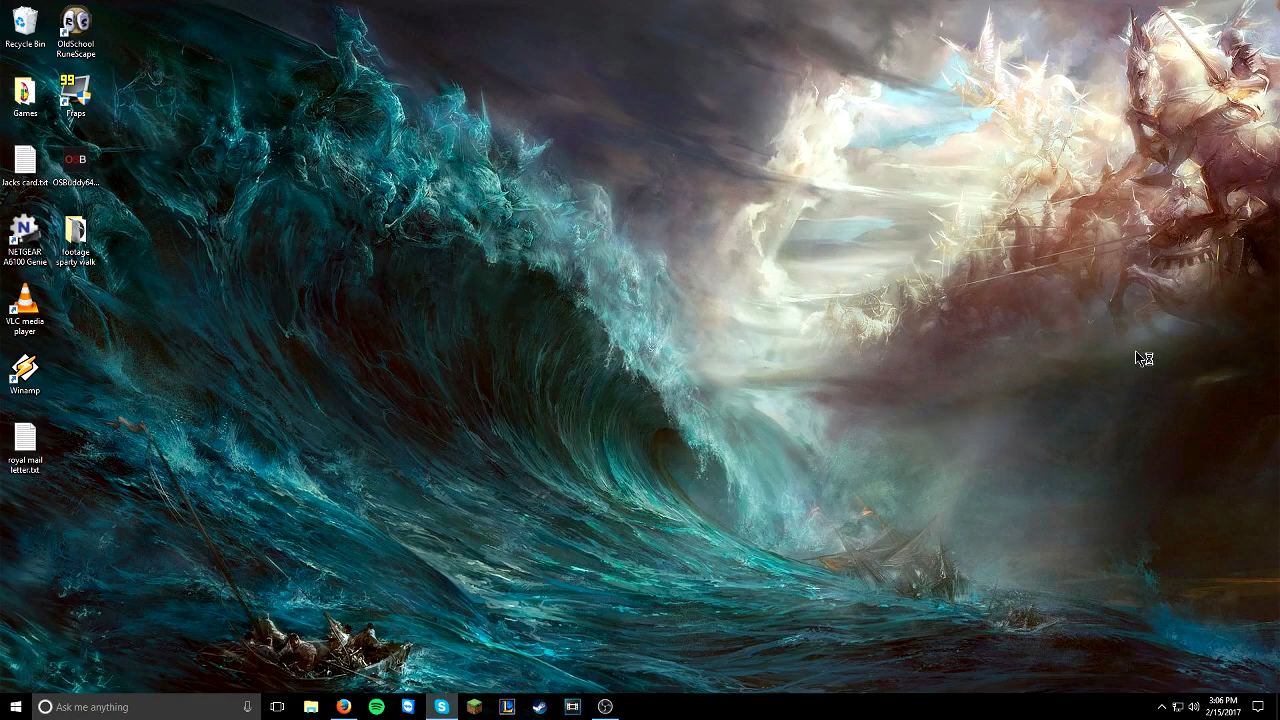 Recycle Bin
OldSchool
RuneScape
Games
99
Fraps
Jacks card.txt
OSB
OSBuddy64...
N
NETGEAR
A6100 Genie
footage
sparty walk
VLC media
player
Winamp
royal mail
letter.txt
Ask me anything
3:06 PM
2/15/2017